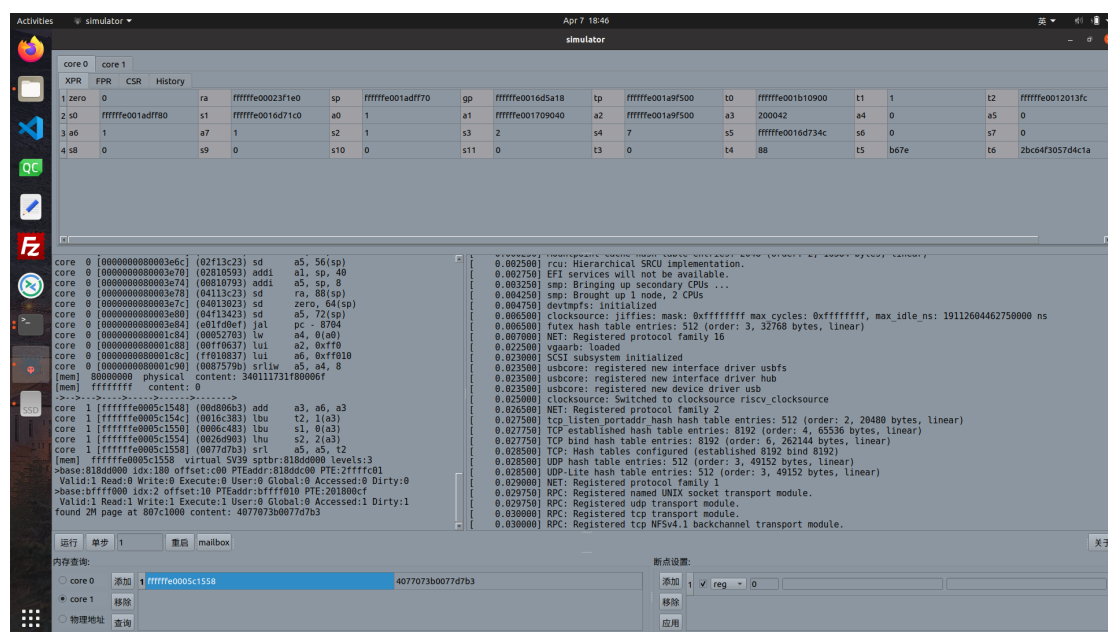 Activities simulator Apr 7 18:46 英
simulator
core 0 core 1
XPR FPR CSR History
1 zero 0 ra ffffffe00023f1e0 sp ffffffe001adff70 gp ffffffe0016d5a18 tp ffffffe001a9f500 t0 ffffffe001b10900 t1 1 t2 ffffffe0012013fc
2 s0 ffffffe001adff80 s1 ffffffe0016d71c0 a0 1 a1 ffffffe001709040 a2 ffffffe001a9f500 a3 200042 a4 0 a5 0
3 a6 1 a7 1 s2 1 s3 2 s4 7 s5 ffffffe0016d734c s6 0 s7 0
4 s8 0 s9 0 s10 0 s11 0 t3 0 t4 88 t5 b67e t6 2bc64f3057d4c1a
core 0 [0000000080003e6c] (02f13c23) sd a5, 56(sp)
core 0 [0000000080003e70] (02810593) addi a1, sp, 40
core 0 [0000000080003e74] (00810793) addi a5, sp, 8
core 0 [0000000080003e78] (04113c23) sd ra, 88(sp)
core 0 [0000000080003e7c] (04013023) sd zero, 64(sp)
core 0 [0000000080003e80] (04f13423) sd a5, 72(sp)
core 0 [0000000080003e84] (e01fd0ef) jal pc - 8704
core 0 [0000000080001c84] (00052703) lw a4, 0(a0)
core 0 [0000000080001c88] (00ff0637) lui a2, 0xff0
core 0 [0000000080001c8c] (ff010837) lui a6, 0xff010
core 0 [0000000080001c90] (0087579b) srliw a5, a4, 8
[mem] 80000000 physical content: 340111731f80006f
[mem] ffffffff content: 0
->-->--->---->----->------>------->
core 1 [ffffffe0005c1548] (00d806b3) add a3, a6, a3
core 1 [ffffffe0005c154c] (0016c383) lbu t2, 1(a3)
core 1 [ffffffe0005c1550] (0006c483) lbu s1, 0(a3)
core 1 [ffffffe0005c1554] (0026d903) lhu s2, 2(a3)
core 1 [ffffffe0005c1558] (0077d7b3) srl a5, a5, t2
[mem] ffffffe0005c1558 virtual SV39 sptbr:818dd000 levels:3
>base:818dd000 idx:180 offset:c00 PTEaddr:818ddc00 PTE:2ffffc01
Valid:1 Read:0 Write:0 Execute:0 User:0 Global:0 Accessed:0 Dirty:0
>base:bffff000 idx:2 offset:10 PTEaddr:bffff010 PTE:201800cf
Valid:1 Read:1 Write:1 Execute:1 User:0 Global:0 Accessed:1 Dirty:1
found 2M page at 807c1000 content: 4077073b0077d7b3
[ 0.002500] rcu: Hierarchical SRCU implementation.
[ 0.002750] EFI services will not be available.
[ 0.003250] smp: Bringing up secondary CPUs ...
[ 0.004250] smp: Brought up 1 node, 2 CPUs
[ 0.004750] devtmpfs: initialized
[ 0.006500] clocksource: jiffies: mask: 0xffffffff max_cycles: 0xffffffff, max_idle_ns: 19112604462750000 ns
[ 0.006500] futex hash table entries: 512 (order: 3, 32768 bytes, linear)
[ 0.007000] NET: Registered protocol family 16
[ 0.022500] vgaarb: loaded
[ 0.023000] SCSI subsystem initialized
[ 0.023500] usbcore: registered new interface driver usbfs
[ 0.023500] usbcore: registered new interface driver hub
[ 0.023500] usbcore: registered new device driver usb
[ 0.025000] clocksource: Switched to clocksource riscv_clocksource
[ 0.026500] NET: Registered protocol family 2
[ 0.027500] tcp_listen_portaddr_hash hash table entries: 512 (order: 2, 20480 bytes, linear)
[ 0.027750] TCP established hash table entries: 8192 (order: 4, 65536 bytes, linear)
[ 0.027750] TCP bind hash table entries: 8192 (order: 6, 262144 bytes, linear)
[ 0.028500] TCP: Hash tables configured (established 8192 bind 8192)
[ 0.028500] UDP hash table entries: 512 (order: 3, 49152 bytes, linear)
[ 0.028500] UDP-Lite hash table entries: 512 (order: 3, 49152 bytes, linear)
[ 0.029000] NET: Registered protocol family 1
[ 0.029750] RPC: Registered named UNIX socket transport module.
[ 0.029750] RPC: Registered udp transport module.
[ 0.030000] RPC: Registered tcp transport module.
[ 0.030000] RPC: Registered tcp NFSv4.1 backchannel transport module.
运行 单步 1 重启 mailbox
内存查询: 断点设置:
core 0 添加 1 ffffffe0005c1558 4077073b0077d7b3 添加 1 reg 0
core 1 移除 移除
物理地址 查询 应用
QC
Fz
SSD